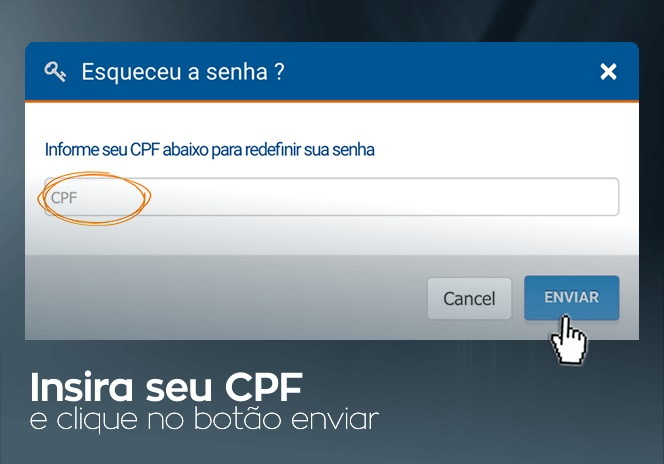 Esqueceu a senha ?
Informe seu CPF abaixo para redefinir sua senha
CPF
Cancel
ENVIAR
Insira seu CPF
e clique no botão enviar